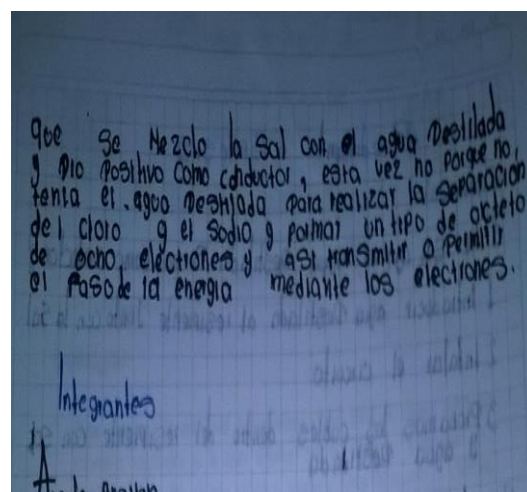 que se Mezclo la Sal con el agua Destilada
y Dio Positivo Como conductor, esta vez no porque no,
tenia el agua Destilada para realizar la Separación
del cloro y el Sodio y formar un tipo de octeto
de ocho electrones y asi transmitir o Permitir
el Paso de la energia mediante los electrones.
Integrantes